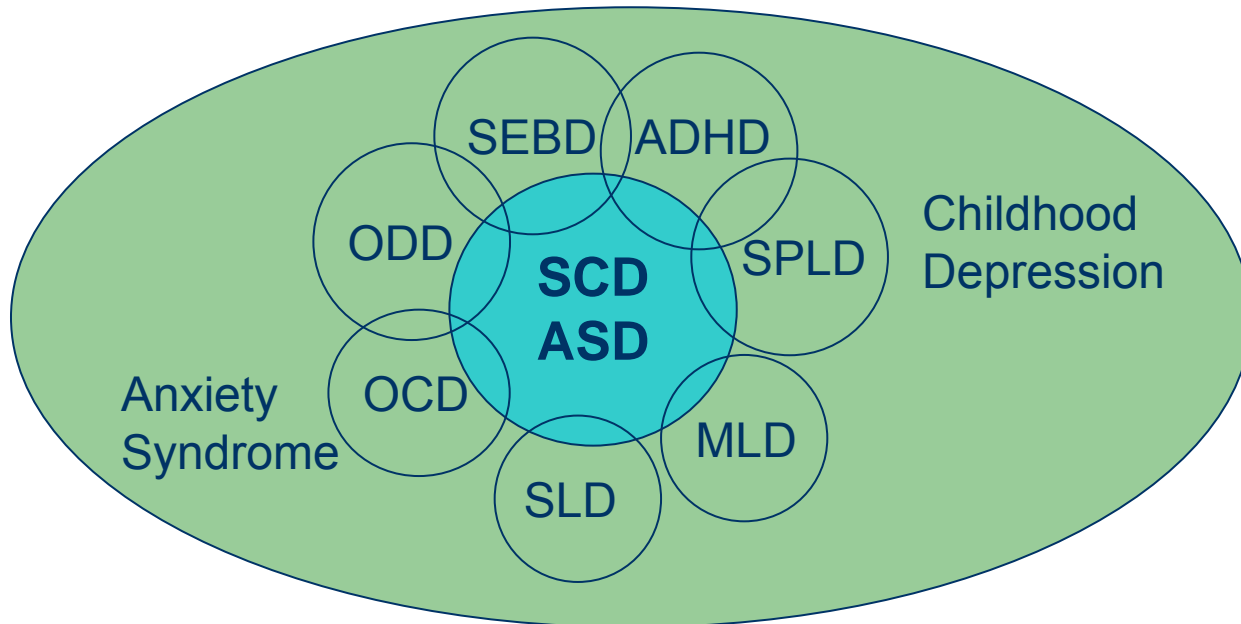 SEBD
ADHD
ODD
SPLD
Childhood
Depression
SCD
ASD
Anxiety
Syndrome
OCD
MLD
SLD